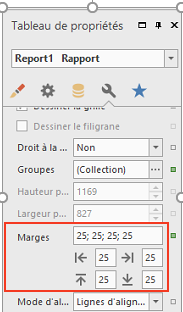 Tableau de propriétés
Report1 Rapport
Dessiner la grille
Dessiner le filigrane
Droit à la ... Non
Groupes (Collection)
Hauteur p... 1169
Largeur p... 827
Marges 25; 25; 25; 25
25 25
25 25
Mode d'al... Lignes d'align...